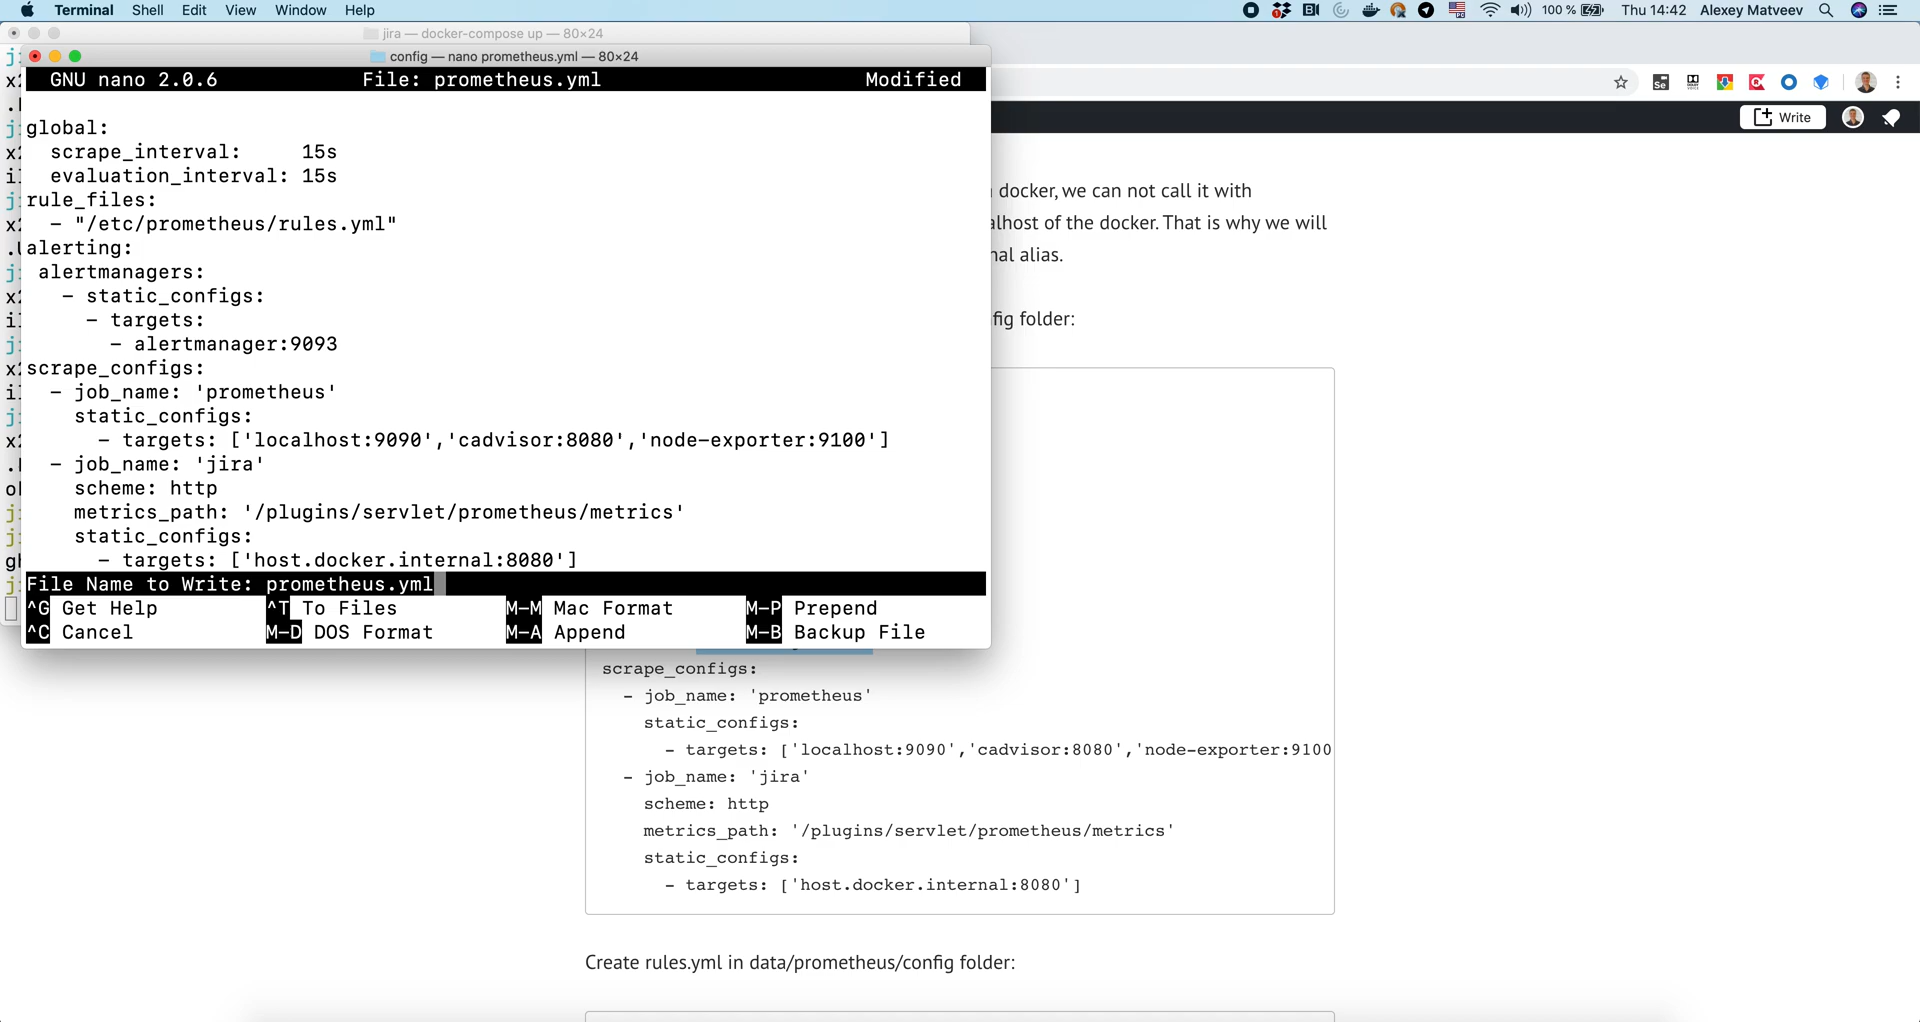 Terminal Shell Edit View Window Help
100 % Thu 14:42 Alexey Matveev
jira — docker-compose up — 80×24
config — nano prometheus.yml — 80×24
GNU nano 2.0.6 File: prometheus.yml Modified
Write
global:
scrape_interval: 15s
evaluation_interval: 15s
rule_files:
- "/etc/prometheus/rules.yml"
alerting:
alertmanagers:
- static_configs:
- targets:
- alertmanager:9093
scrape_configs:
- job_name: 'prometheus'
static_configs:
- targets: ['localhost:9090','cadvisor:8080','node-exporter:9100']
- job_name: 'jira'
scheme: http
metrics_path: '/plugins/servlet/prometheus/metrics'
static_configs:
- targets: ['host.docker.internal:8080']
File Name to Write: prometheus.yml
^G Get Help ^T To Files M-M Mac Format M-P Prepend
^C Cancel M-D DOS Format M-A Append M-B Backup File
docker, we can not call it with
lhost of the docker. That is why we will
nal alias.
fig folder:
scrape_configs:
- job_name: 'prometheus'
static_configs:
- targets: ['localhost:9090','cadvisor:8080','node-exporter:9100
- job_name: 'jira'
scheme: http
metrics_path: '/plugins/servlet/prometheus/metrics'
static_configs:
- targets: ['host.docker.internal:8080']
Create rules.yml in data/prometheus/config folder: